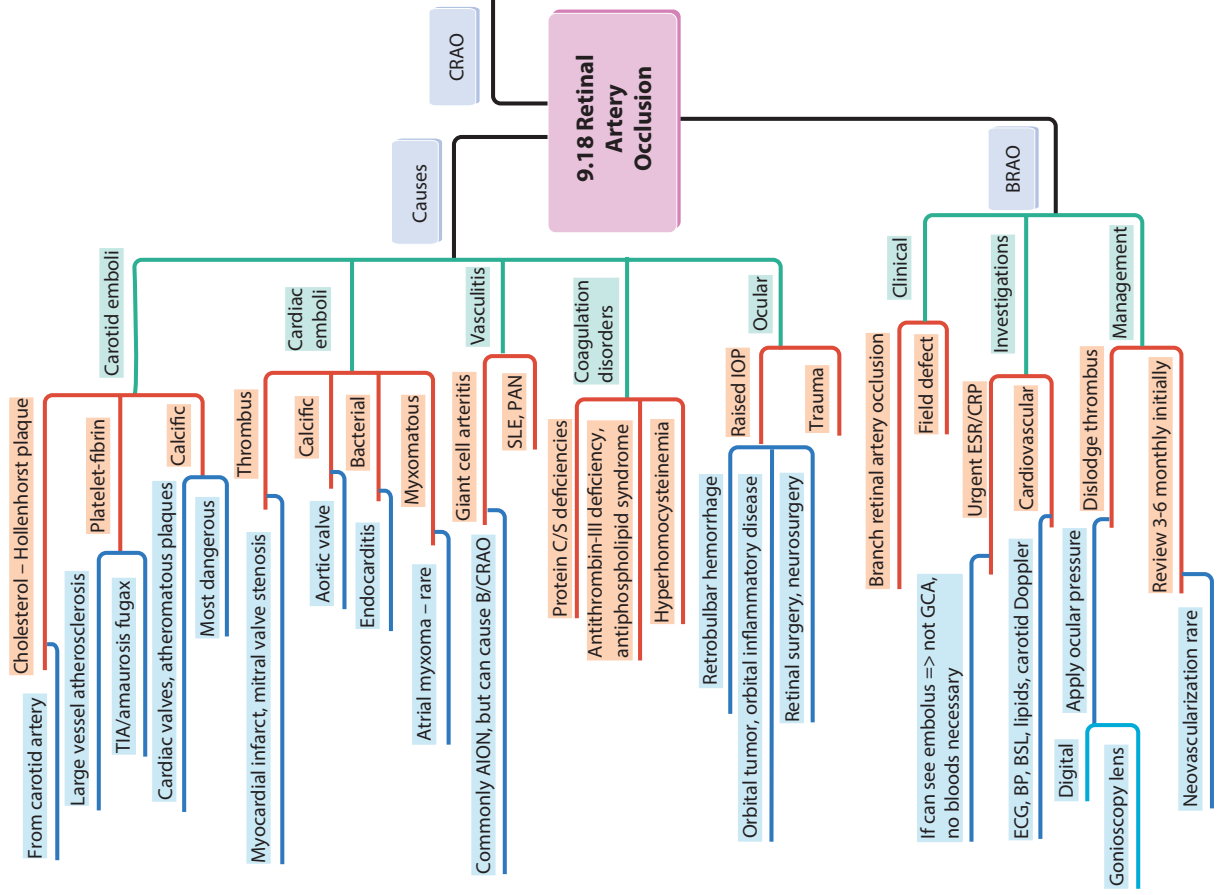 9.18 Retinal
Artery
Occlusion
CRAO
Causes
Carotid emboli
Cholesterol – Hollenhorst plaque
From carotid artery
Platelet-fibrin
Large vessel atherosclerosis
TIA/amaurosis fugax
Calcific
Cardiac valves, atheromatous plaques
Most dangerous
Cardiac
emboli
Thrombus
Myocardial infarct, mitral valve stenosis
Calcific
Aortic valve
Bacterial
Endocarditis
Myxomatous
Atrial myxoma – rare
Vasculitis
Giant cell arteritis
Commonly AION, but can cause B/CRAO
SLE, PAN
Coagulation
disorders
Protein C/S deficiencies
Antithrombin-III deficiency,
antiphospholipid syndrome
Hyperhomocysteinemia
Ocular
Raised IOP
Retrobulbar hemorrhage
Orbital tumor, orbital inflammatory disease
Retinal surgery, neurosurgery
Trauma
BRAO
Clinical
Branch retinal artery occlusion
Field defect
Investigations
Urgent ESR/CRP
If can see embolus => not GCA,
no bloods necessary
Cardiovascular
ECG, BP, BSL, lipids, carotid Doppler
Management
Dislodge thrombus
Apply ocular pressure
Digital
Gonioscopy lens
Review 3-6 monthly initially
Neovascularization rare